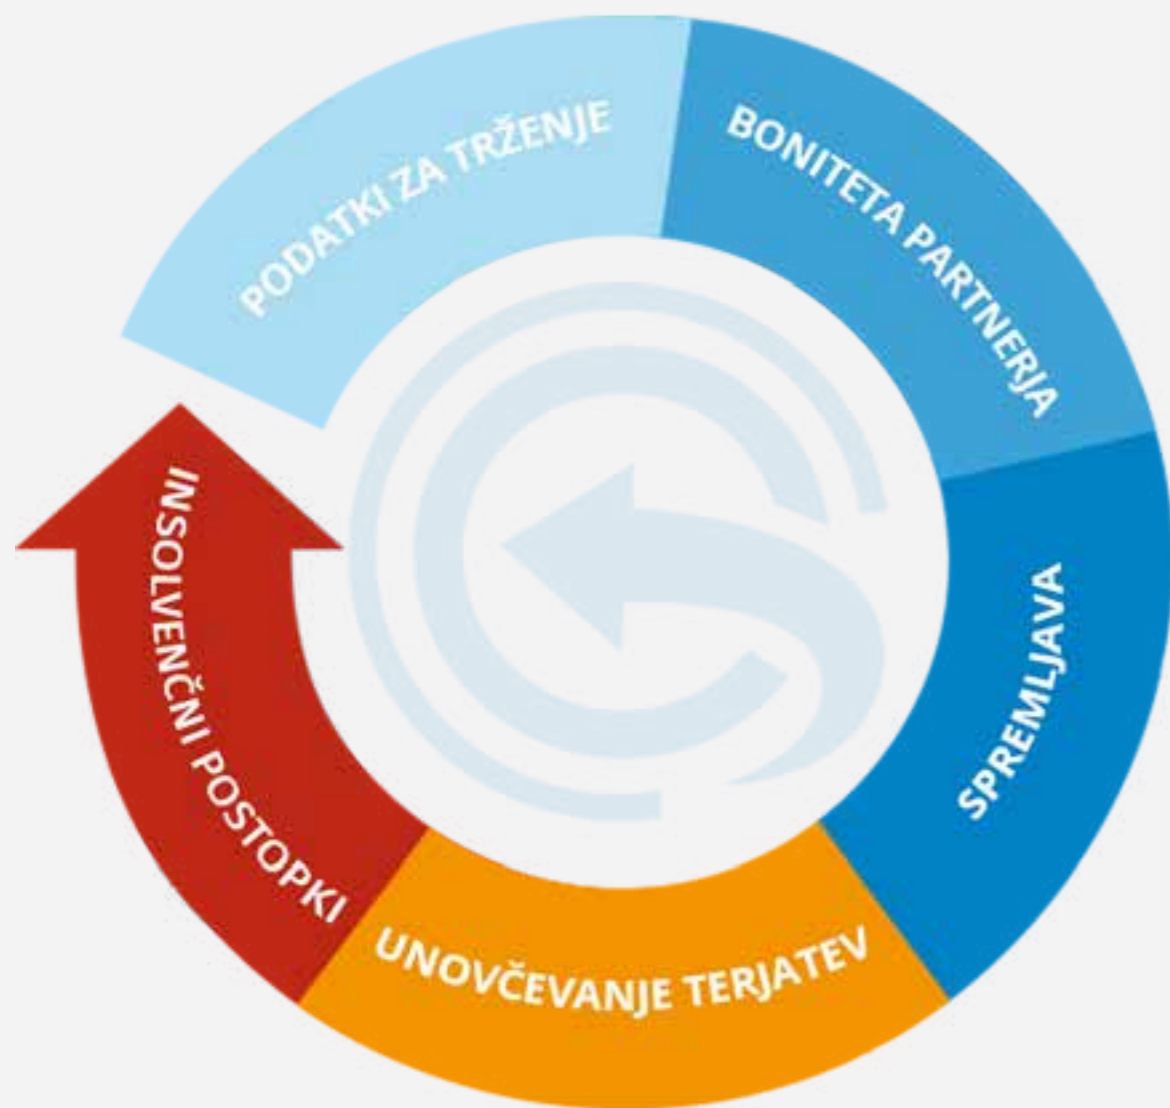 PODATKI ZA TRŽENJE
BONITETA PARTNERJA
SPREMLJAVA
UNOVČEVANJE TERJATEV
INSOLVENČNI POSTOPKI